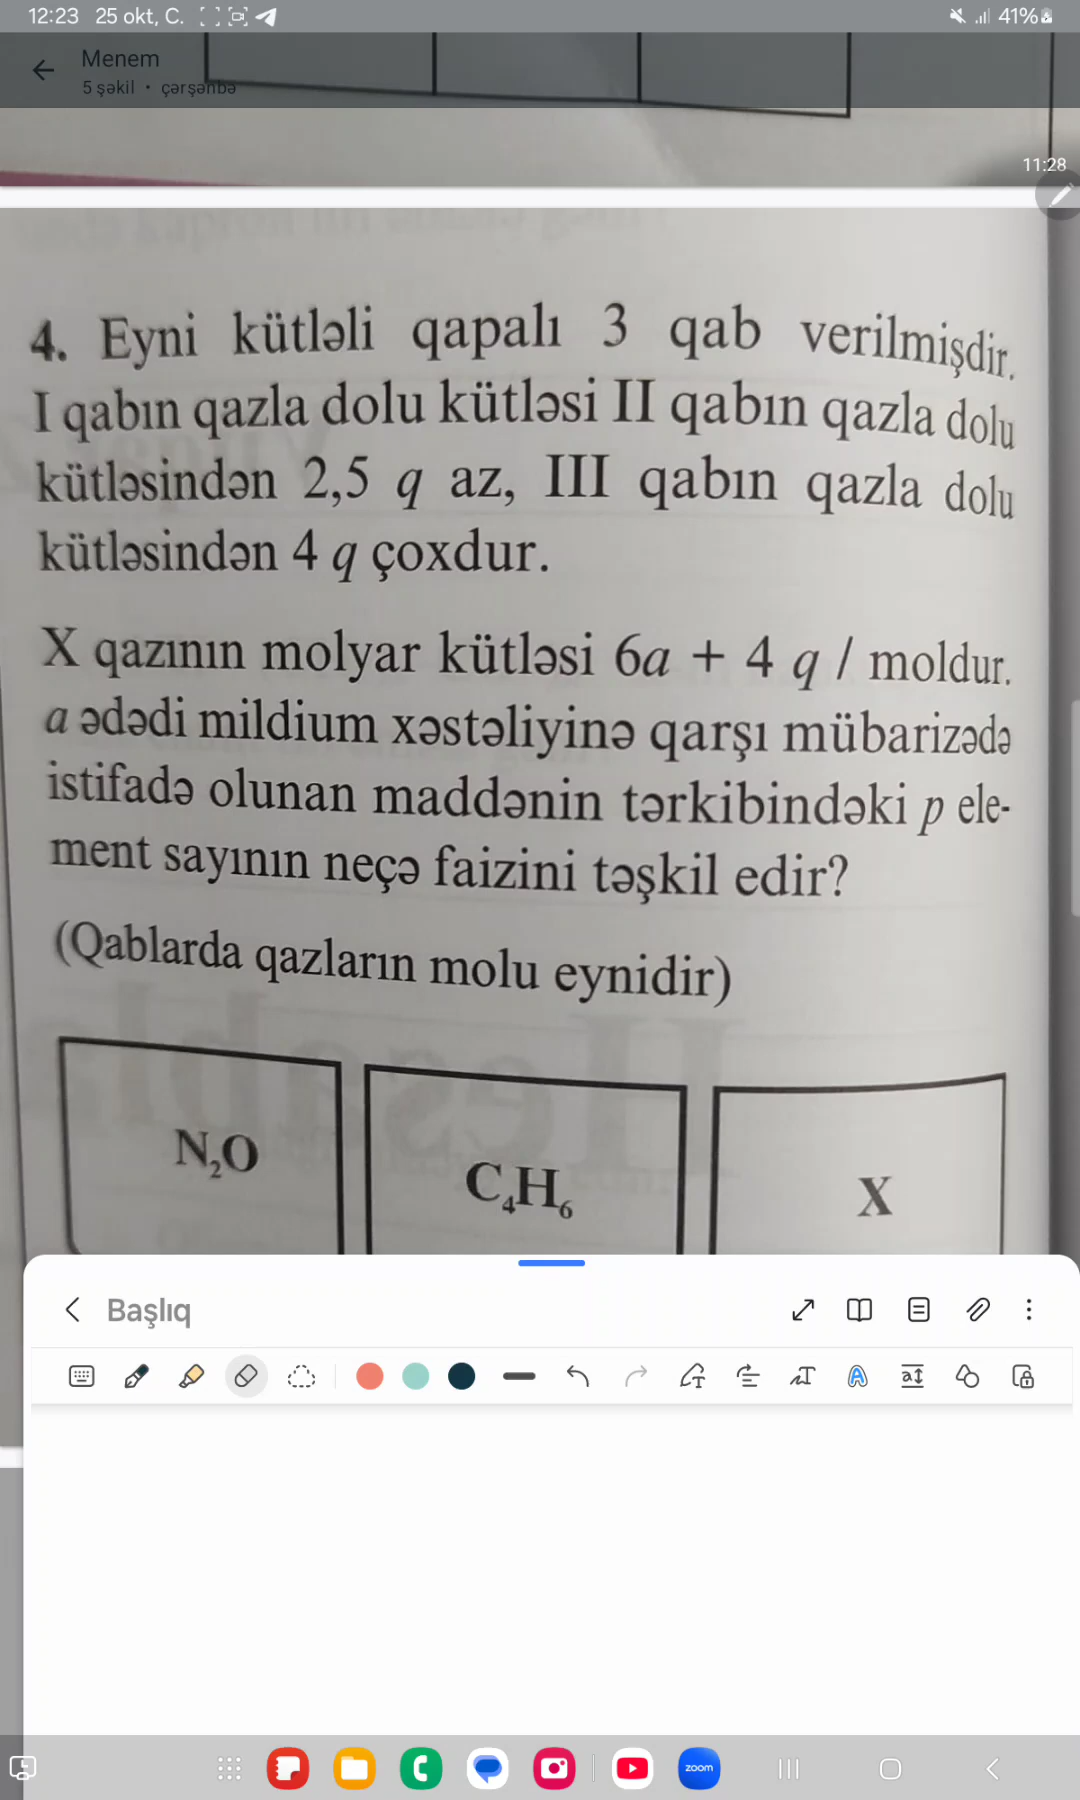 12:23 25 okt, C. 41%
Menem
5 şəkil • çərşənbə
11:28
4. Eyni kütləli qapalı 3 qab verilmişdir.
I qabın qazla dolu kütləsi II qabın qazla dolu
kütləsindən 2,5 q az, III qabın qazla dolu
kütləsindən 4 q çoxdur.
X qazının molyar kütləsi 6a + 4 q / moldur.
a ədədi mildium xəstəliyinə qarşı mübarizədə
istifadə olunan maddənin tərkibindəki p ele-
ment sayının neçə faizini təşkil edir?
(Qablarda qazların molu eynidir)
N₂O
C₄H₆
X
Başlıq
zoom